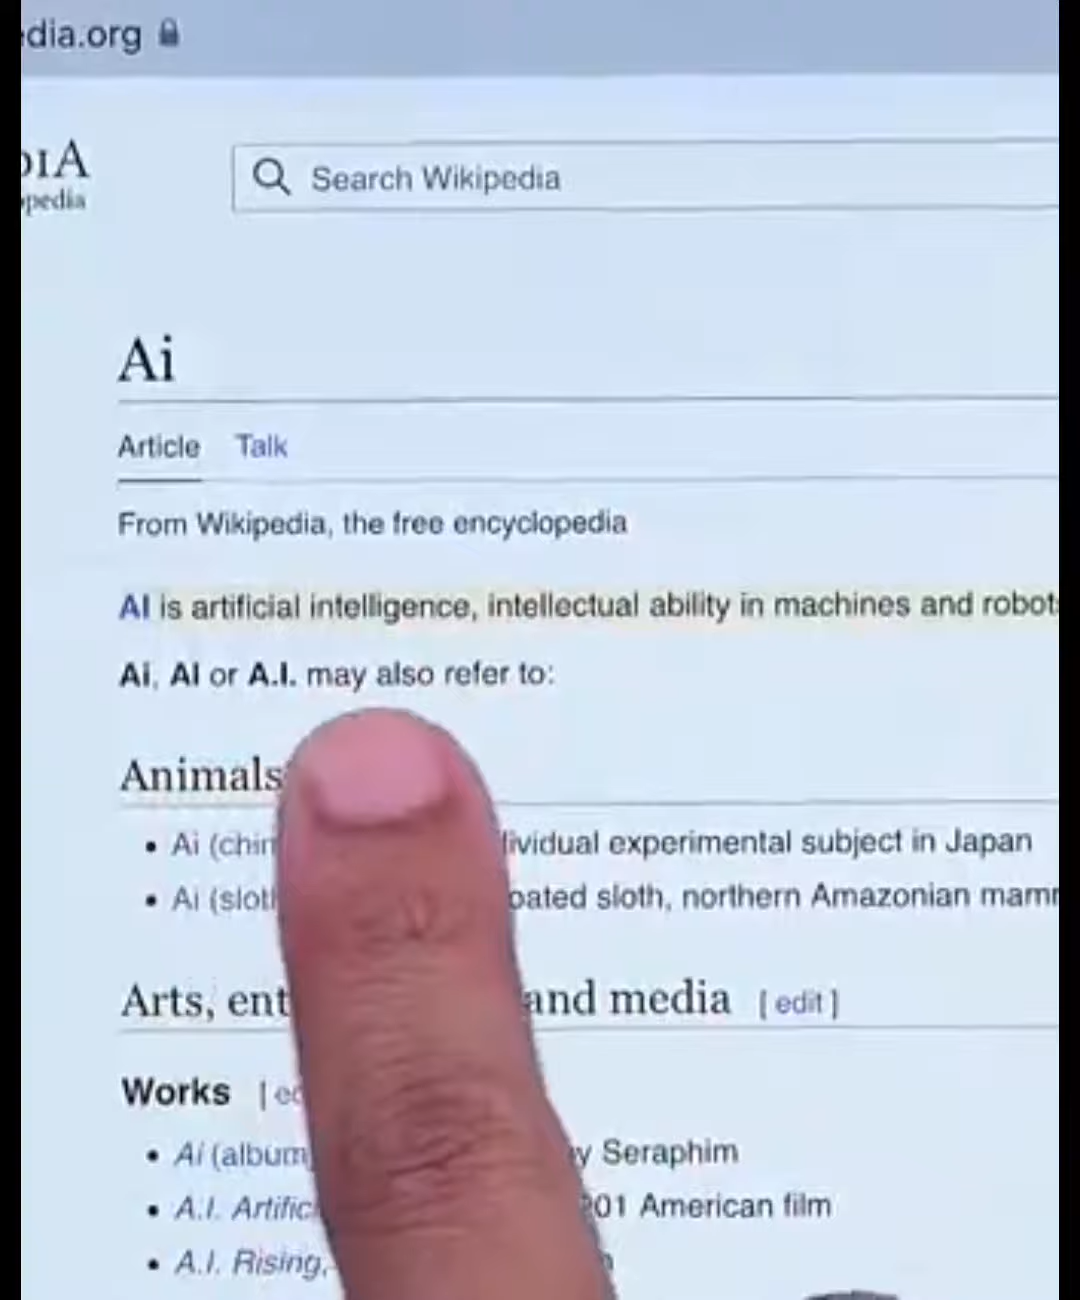 dia.org
IA
pedia
Search Wikipedia
Ai
Article Talk
From Wikipedia, the free encyclopedia
AI is artificial intelligence, intellectual ability in machines and robot
Ai, AI or A.I. may also refer to:
Animals
Ai (chim ividual experimental subject in Japan
Ai (sloth oated sloth, northern Amazonian mam
Arts, ent and media [ edit ]
Works [ ed
Ai (album y Seraphim
A.I. Artific 01 American film
A.I. Rising,